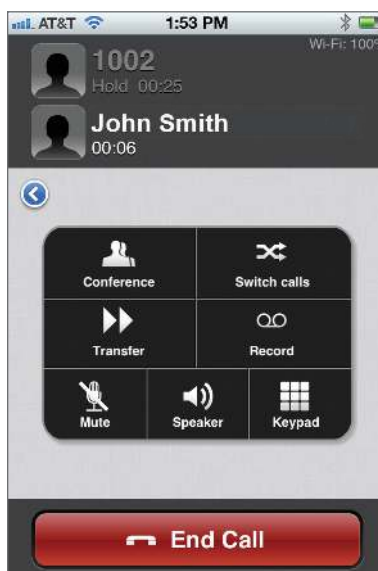 AT&T 1:53 PM
Wi-Fi: 100%
1002
Hold 00:25
John Smith
00:06
Conference Switch calls
Transfer Record
Mute Speaker Keypad
End Call